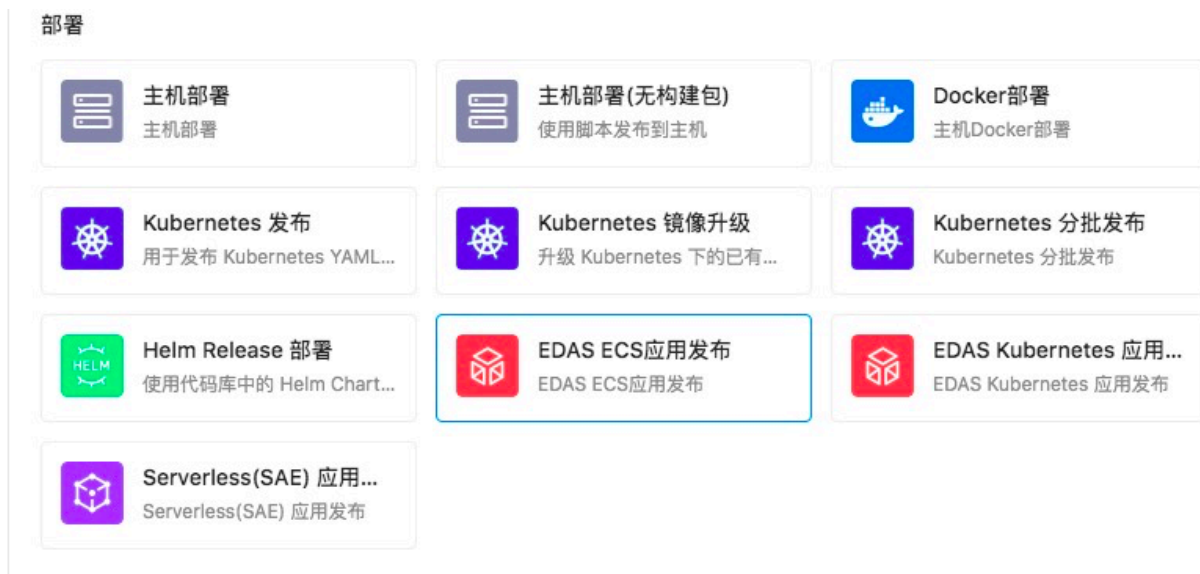 部署
主机部署
主机部署
主机部署(无构建包)
使用脚本发布到主机
Docker部署
主机Docker部署
Kubernetes 发布
用于发布 Kubernetes YAML...
Kubernetes 镜像升级
升级 Kubernetes 下的已有...
Kubernetes 分批发布
Kubernetes 分批发布
HELM
Helm Release 部署
使用代码库中的 Helm Chart...
EDAS ECS应用发布
EDAS ECS应用发布
EDAS Kubernetes 应用...
EDAS Kubernetes 应用发布
Serverless(SAE) 应用...
Serverless(SAE) 应用发布